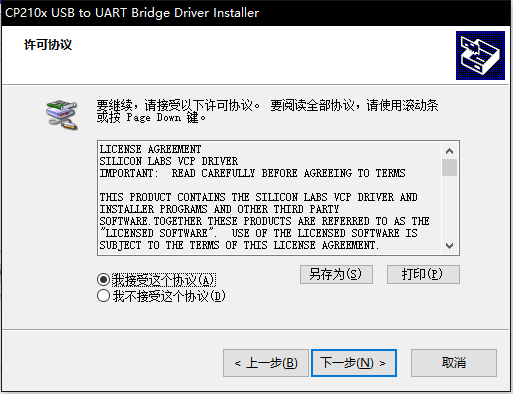 CP210x USB to UART Bridge Driver Installer
许可协议
要继续，请接受以下许可协议。 要阅读全部协议，请使用滚动条
或按 Page Down 键。
LICENSE AGREEMENT
SILICON LABS VCP DRIVER
IMPORTANT:  READ CAREFULLY BEFORE AGREEING TO TERMS
THIS PRODUCT CONTAINS THE SILICON LABS VCP DRIVER AND
INSTALLER PROGRAMS AND OTHER THIRD PARTY
SOFTWARE.TOGETHER THESE PRODUCTS ARE REFERRED TO AS THE
"LICENSED SOFTWARE".  USE OF THE LICENSED SOFTWARE IS
SUBJECT TO THE TERMS OF THIS LICENSE AGREEMENT.
我接受这个协议(A)
另存为(S)
打印(P)
我不接受这个协议(D)
< 上一步(B)
下一步(N) >
取消